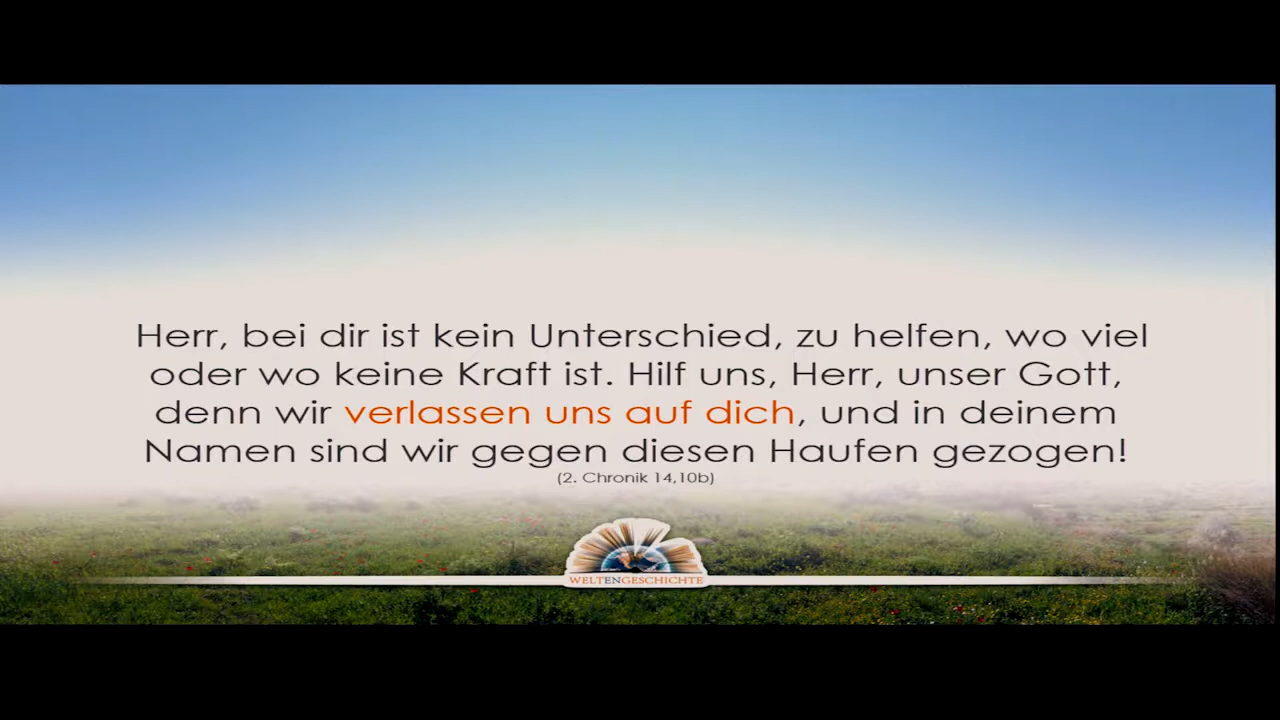 Herr, bei dir ist kein Unterschied, zu helfen, wo viel
oder wo keine Kraft ist. Hilf uns, Herr, unser Gott,
denn wir verlassen uns auf dich, und in deinem
Namen sind wir gegen diesen Haufen gezogen!
(2. Chronik 14,10b)
WELTENGESCHICHTE